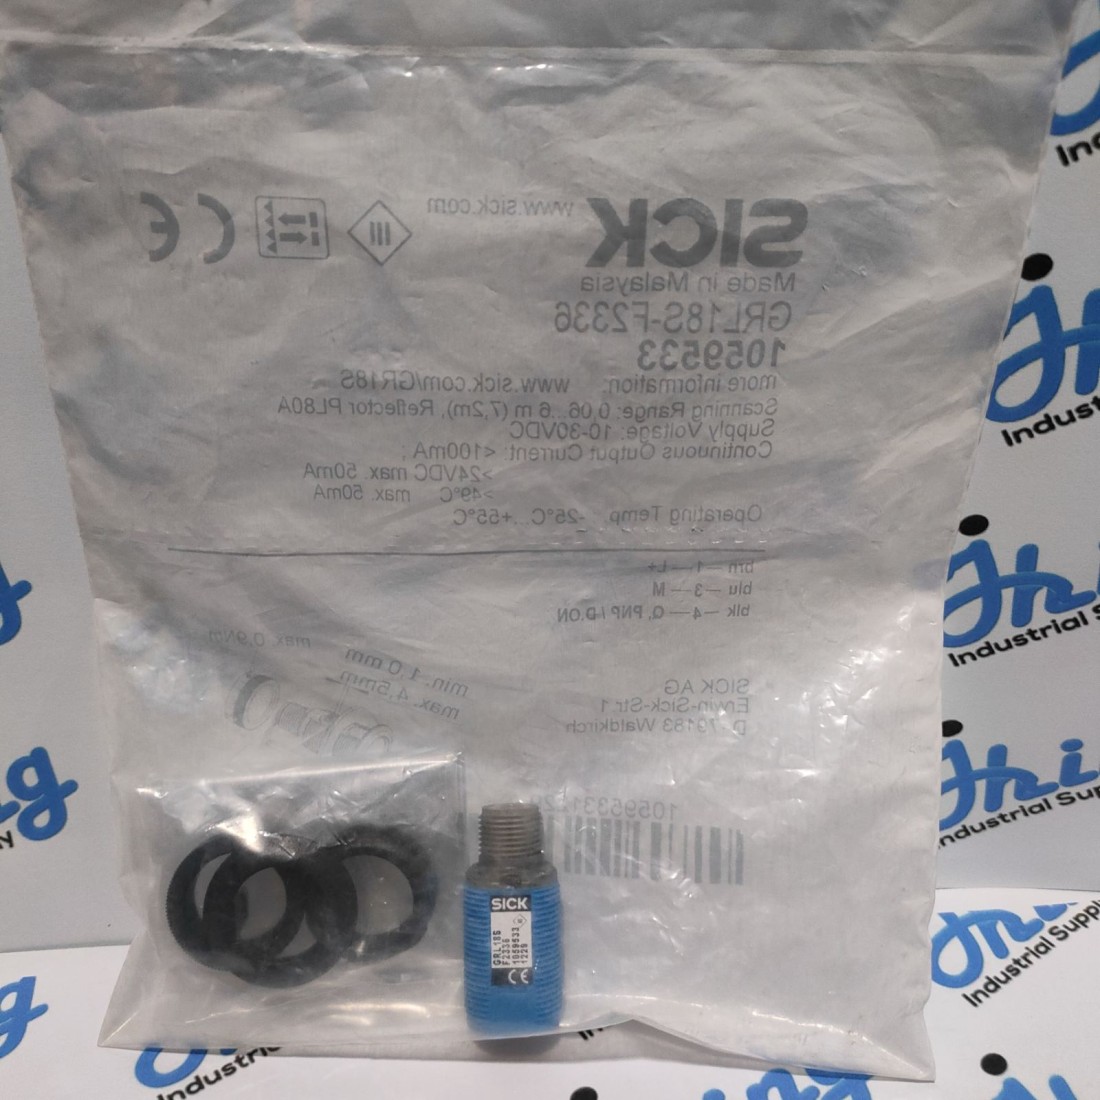 SICK www.sick.com
CE
Made in Malaysia
GRL18S-F2336
1059533
more information: www.sick.com/GR18S
Scanning Range: 0,06...6 m (7,2m), Reflector PL80A
Supply Voltage: 10-30VDC
Continuous Output Current: <100mA ;
>24VDC max. 50mA
>49°C max. 50mA
Operating Temp. -25°C...+55°C
brn —1— L+
blu —3— M
blk —4— Q, PNP / D.ON
max. 0,9Nm
min. 1,0 mm
max. 4,5mm
SICK AG
Erwin-Sick-Str. 1
D-79183 Waldkirch
SICK
GRL18S
F2336
1059533
1229
CE
Industrial Supply
Industrial Supply